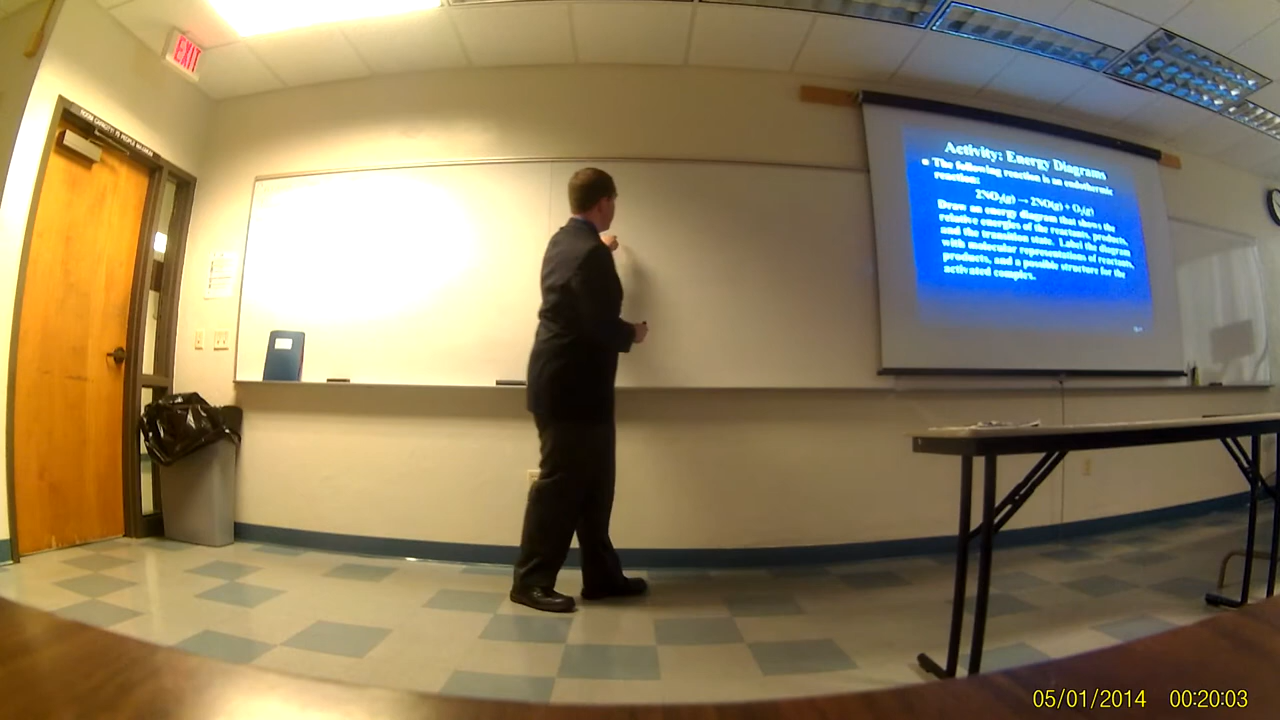 EXIT
ROOM CAPACITY
Activity: Energy Diagrams
• The following reaction is an endothermic
reaction:
2NO₂(g) → 2NO(g) + O₂(g)
Draw an energy diagram that shows the
relative energies of the reactants, products,
and the transition state. Label the diagram
with molecular representations of reactants,
products, and a possible structure for the
activated complex.
05/01/2014 00:20:03